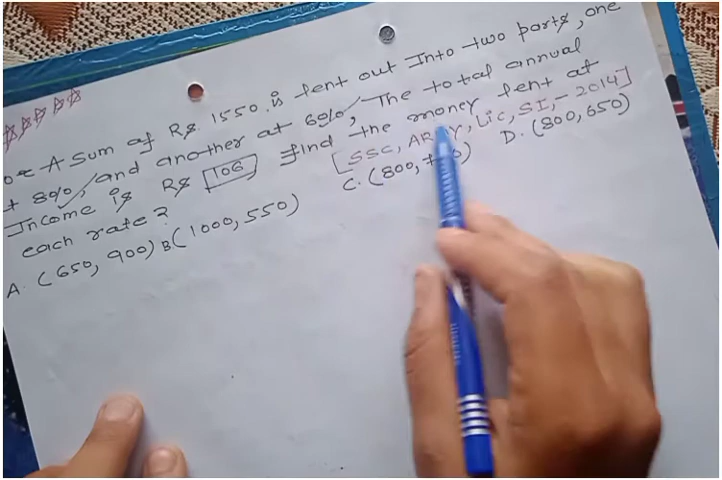 A Sum of Rs. 1550. is lent out Into two parts, one
at 8%, and another at 6%, The total annual
Income is Rs 106 find the money lent at
each rate? [SSC, ARMY, LIC, SI, - 2014]
A. (650, 900) B (1000, 550) C. (800, D. (800, 650)